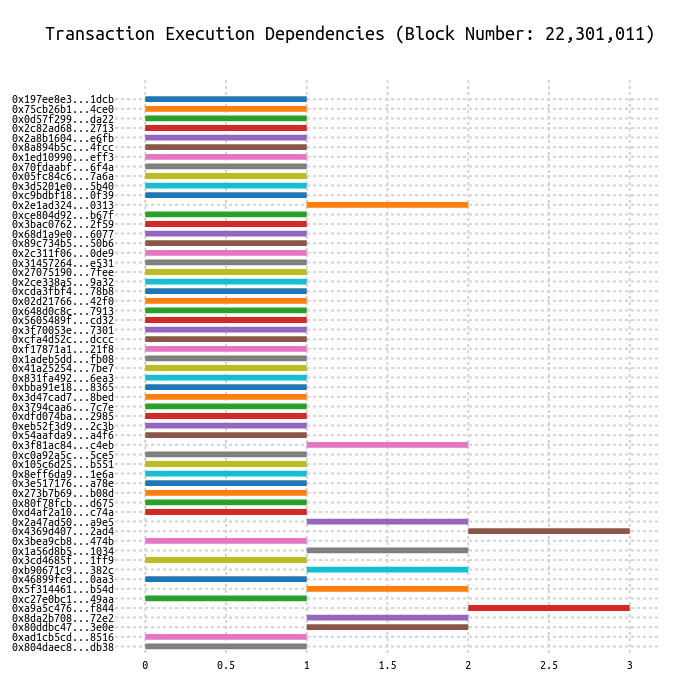 Transaction Execution Dependencies (Block Number: 22,301,011)
0x197ee8e3...1dcb
0x75cb26b1...4ce0
0x0d57f299...da22
0x2c82ad68...2713
0x2a8b1604...e6fb
0x8a894b5c...4fcc
0x1ed10990...eff3
0x70fdaabf...6f4a
0x05fc84c6...7a6a
0x3d5201e0...5b40
0xc9bdbf18...0f39
0x2e1ad324...0313
0xce804d92...b67f
0x3bac0762...2f59
0x68d1a9e0...6077
0x89c734b5...50b6
0x2c311f06...0de9
0x31457264...e531
0x27075190...7fee
0x2ce338a5...9a32
0xcda3fbf4...78b8
0x02d21766...42f0
0x648d0c8c...7913
0x5605489f...cd32
0x3f70053e...7301
0xcfa4d52c...dccc
0xf17871a1...21f8
0x1adeb5dd...fb08
0x41a25254...7be7
0x831fa492...6ea3
0xbba91e18...8365
0x3d47cad7...8bed
0x3794caa6...7c7e
0xdfd074ba...2985
0xeb52f3d9...2c3b
0x54aafda9...a4f6
0x3f81ac84...c4eb
0xc0a92a5c...5ce5
0x105c6d25...b551
0x8eff6da9...1e6a
0x3e517176...a78e
0x273b7b69...b08d
0x80f78fcb...d675
0xd4af2a10...c74a
0x2a47ad50...a9e5
0x4369d407...2ad4
0x3bea9cb8...474b
0x1a56d8b5...1034
0x3cd4685f...1ff9
0xb90671c9...382c
0x46899fed...0aa3
0x5f314461...b54d
0xc27e0bc1...49aa
0xa9a5c476...f844
0x8da2b708...72e2
0x80ddbc47...3e0e
0xad1cb5cd...8516
0x804daec8...db38
0 0.5 1 1.5 2 2.5 3